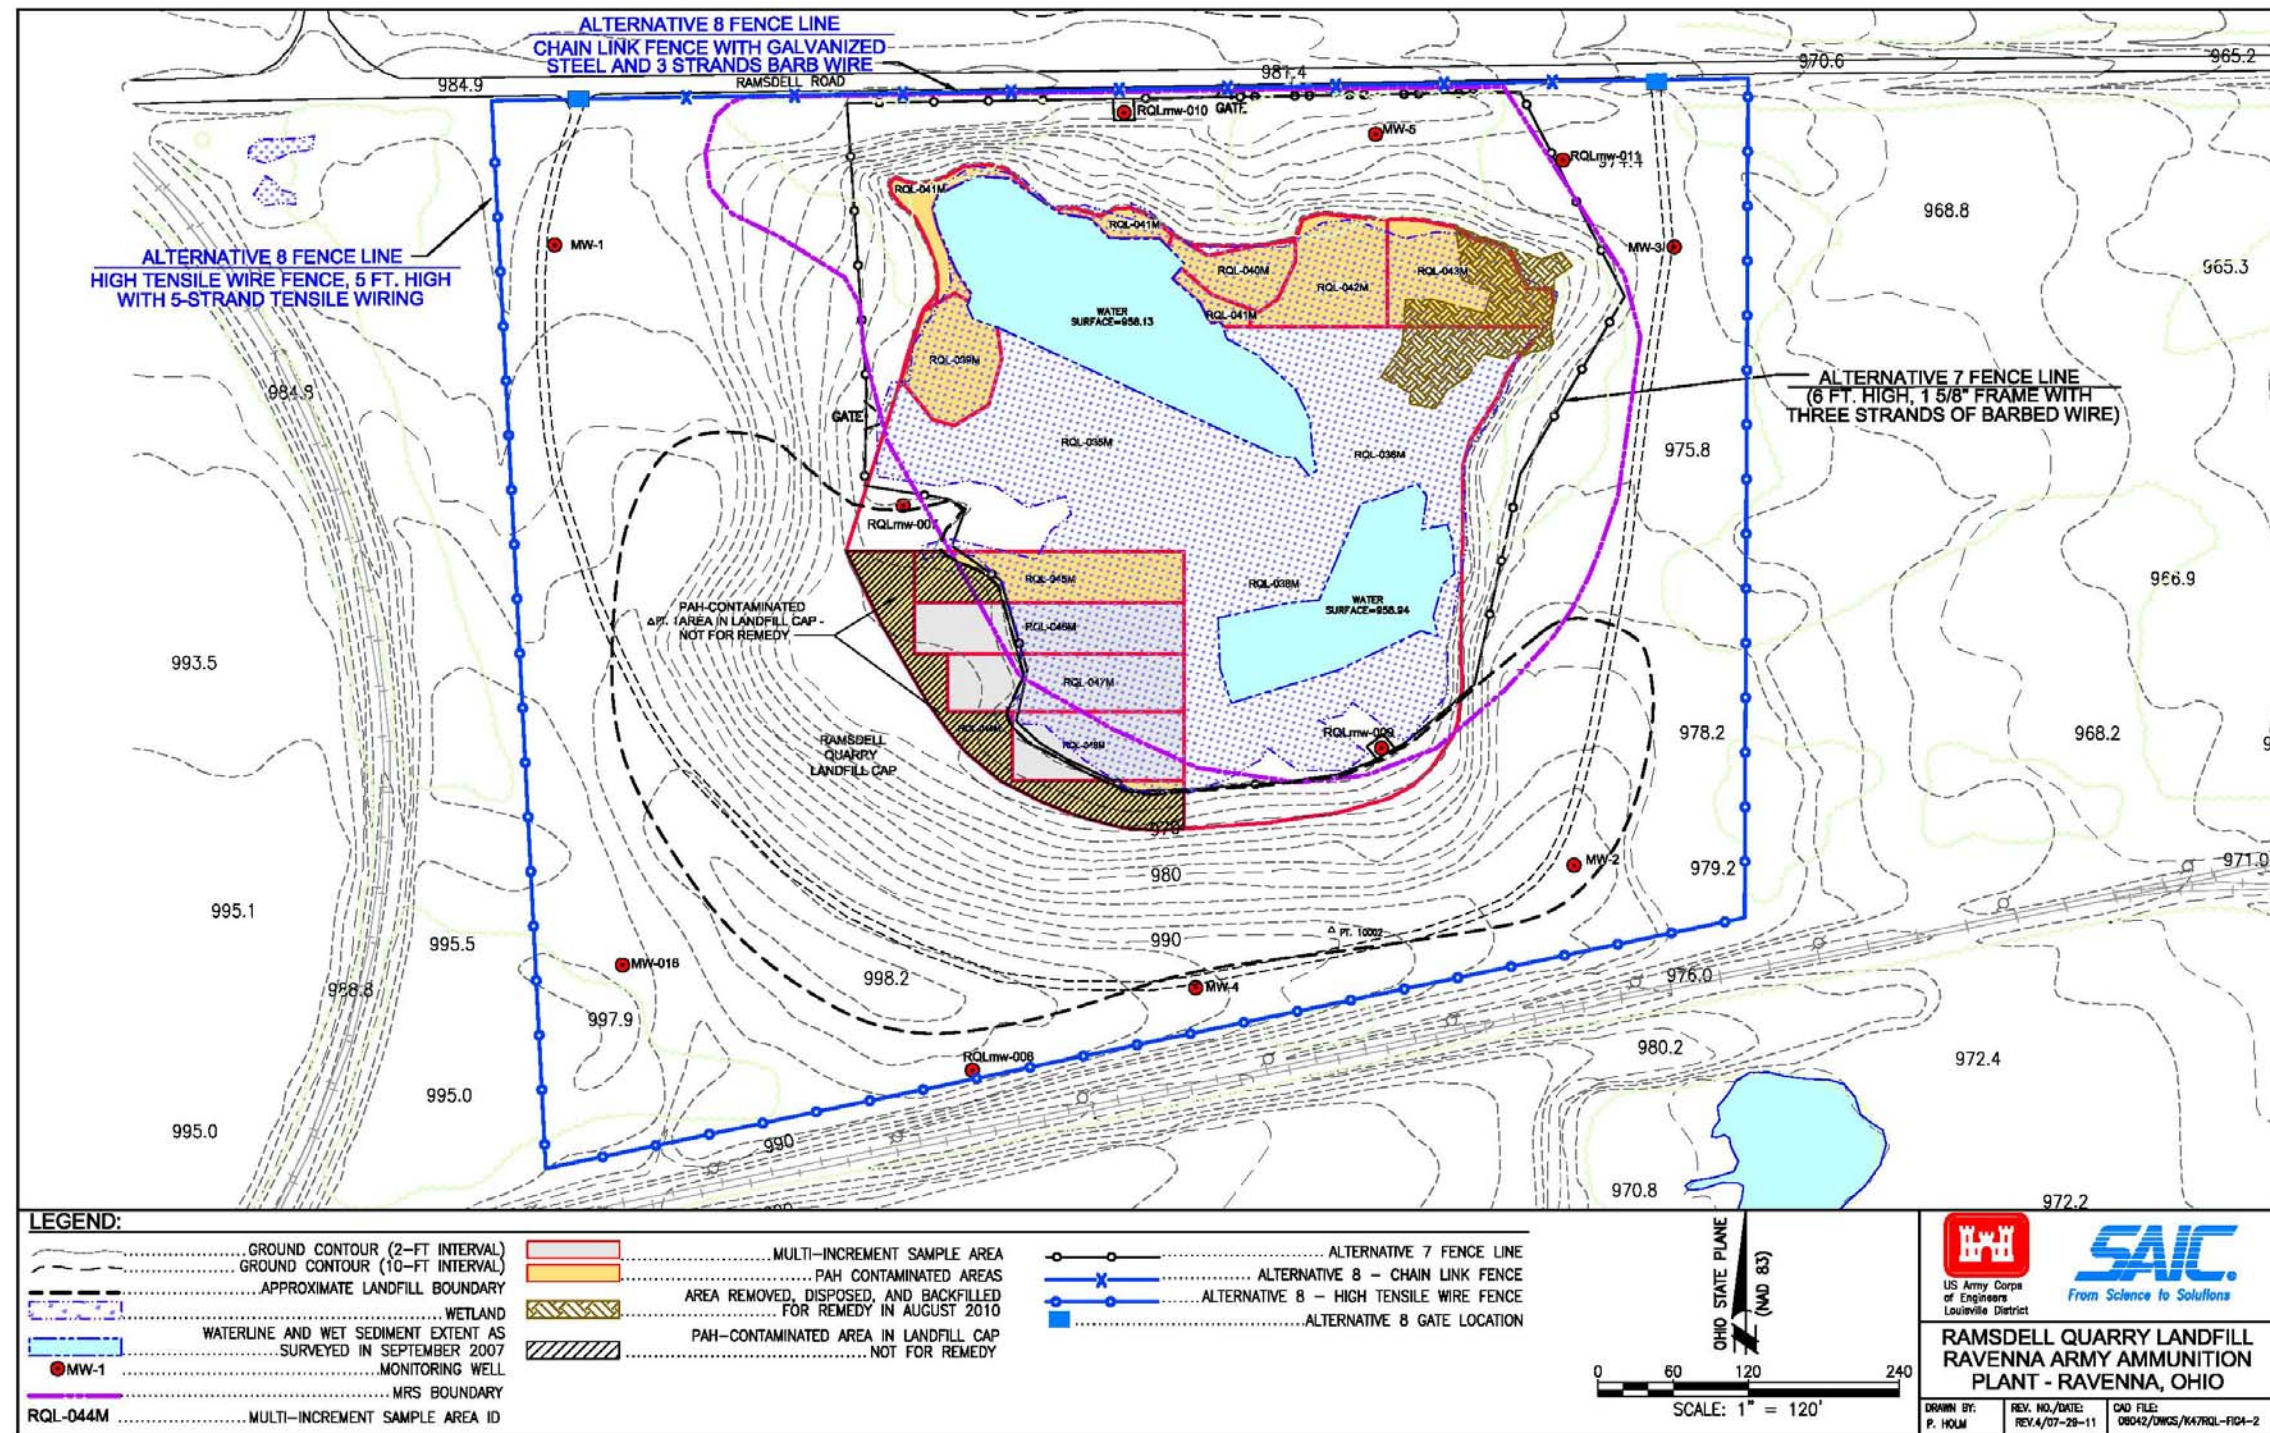 ALTERNATIVE 8 FENCE LINE
CHAIN LINK FENCE WITH GALVANIZED
STEEL AND 3 STRANDS BARB WIRE
RAMSDELL ROAD
984.9
981.4
970.6
965.2
RQLmw-010
GATE
MW-5
RQLmw-011
RQL-041M
968.8
RQL-041M
MW-1
MW-3
ALTERNATIVE 8 FENCE LINE
HIGH TENSILE WIRE FENCE, 5 FT. HIGH
WITH 5-STRAND TENSILE WIRING
RQL-040M
RQL-043M
965.3
RQL-042M
WATER
SURFACE=958.13
RQL-041M
RQL-039M
984.8
ALTERNATIVE 7 FENCE LINE
(6 FT. HIGH, 1 5/8" FRAME WITH
THREE STRANDS OF BARBED WIRE)
GATE
RQL-035M
RQL-036M
975.8
RQLmw-007
RQL-045M
RQL-038M
966.9
WATER
SURFACE=958.94
PAH-CONTAMINATED
AREA IN LANDFILL CAP -
NOT FOR REMEDY
RQL-046M
993.5
RQL-047M
978.2
968.2
RAMSDELL
QUARRY
LANDFILL CAP
RQLmw-009
970
980
MW-2
979.2
971.0
995.1
995.5
990
PT. 10002
MW-016
998.2
MW-4
976.0
988.8
997.9
RQLmw-008
980.2
972.4
995.0
995.0
990
970.8
972.2
LEGEND:
GROUND CONTOUR (2-FT INTERVAL)
GROUND CONTOUR (10-FT INTERVAL)
APPROXIMATE LANDFILL BOUNDARY
WETLAND
WATERLINE AND WET SEDIMENT EXTENT AS
SURVEYED IN SEPTEMBER 2007
MW-1 MONITORING WELL
MRS BOUNDARY
RQL-044M MULTI-INCREMENT SAMPLE AREA ID
MULTI-INCREMENT SAMPLE AREA
PAH CONTAMINATED AREAS
AREA REMOVED, DISPOSED, AND BACKFILLED
FOR REMEDY IN AUGUST 2010
PAH-CONTAMINATED AREA IN LANDFILL CAP
NOT FOR REMEDY
ALTERNATIVE 7 FENCE LINE
ALTERNATIVE 8 - CHAIN LINK FENCE
ALTERNATIVE 8 - HIGH TENSILE WIRE FENCE
ALTERNATIVE 8 GATE LOCATION
OHIO STATE PLANE
(NAD 83)
0 60 120 240
SCALE: 1" = 120'
US Army Corps
of Engineers
Louisville District
SAIC.
From Science to Solutions
RAMSDELL QUARRY LANDFILL
RAVENNA ARMY AMMUNITION
PLANT - RAVENNA, OHIO
DRAWN BY:
P. HOLM
REV. NO./DATE:
REV.4/07-29-11
CAD FILE:
08042/DWGS/K47RQL-FIG4-2